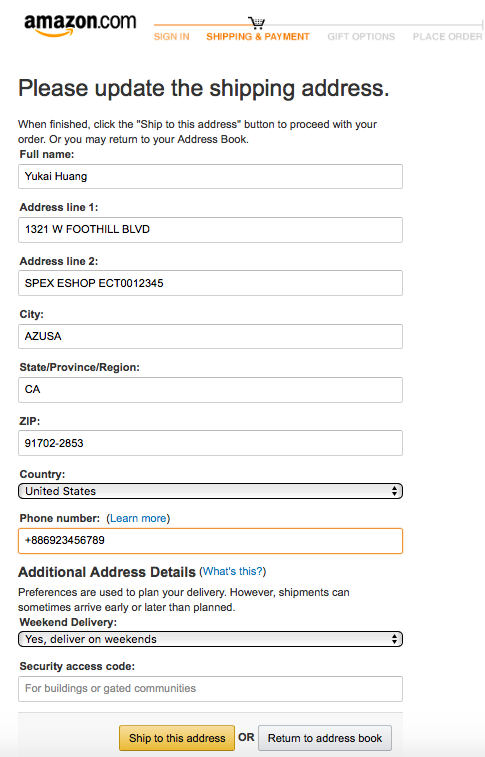 amazon.com
SIGN IN SHIPPING & PAYMENT GIFT OPTIONS PLACE ORDER
Please update the shipping address.
When finished, click the "Ship to this address" button to proceed with your
order. Or you may return to your Address Book.
Full name:
Yukai Huang
Address line 1:
1321 W FOOTHILL BLVD
Address line 2:
SPEX ESHOP ECT0012345
City:
AZUSA
State/Province/Region:
CA
ZIP:
91702-2853
Country:
United States
Phone number: (Learn more)
+886923456789
Additional Address Details (What's this?)
Preferences are used to plan your delivery. However, shipments can
sometimes arrive early or later than planned.
Weekend Delivery:
Yes, deliver on weekends
Security access code:
For buildings or gated communities
Ship to this address OR Return to address book